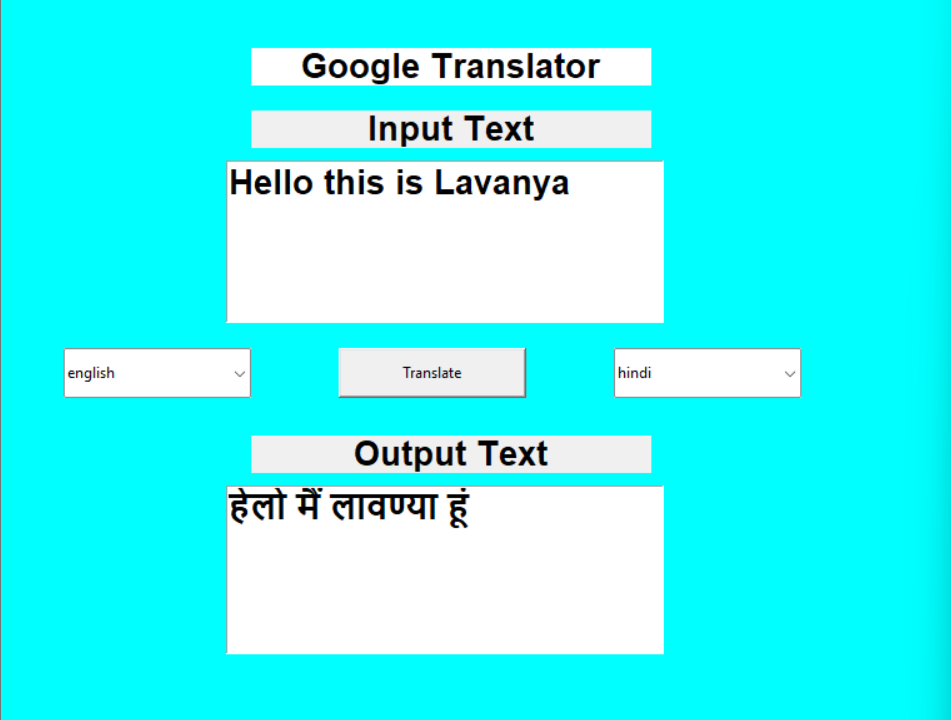 Google Translator
Input Text
Hello this is Lavanya
english
Translate
hindi
Output Text
हेलो मैं लावण्या हूं